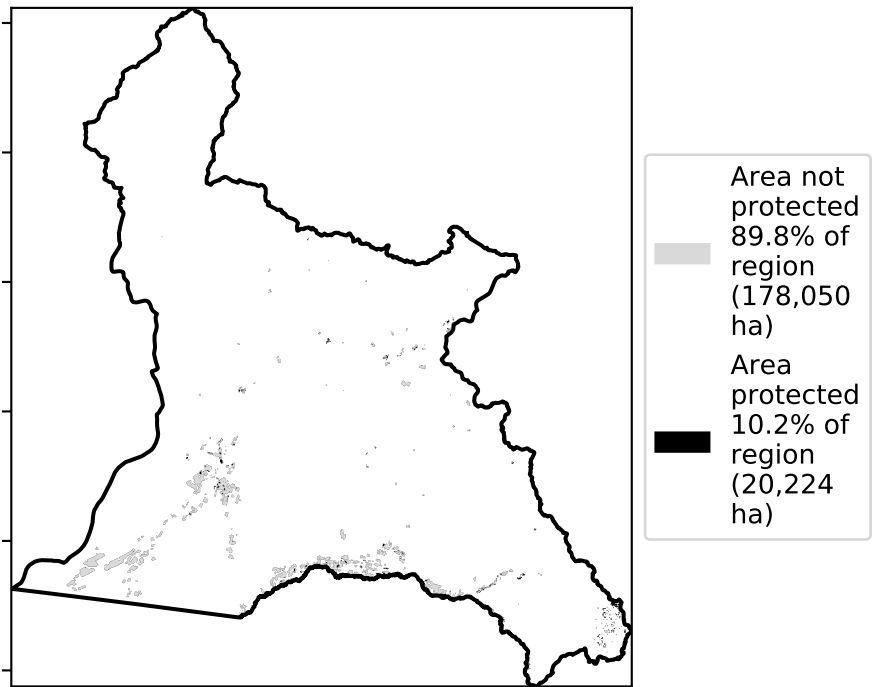 Area not
protected
89.8% of
region
(178,050
ha)
Area
protected
10.2% of
region
(20,224
ha)